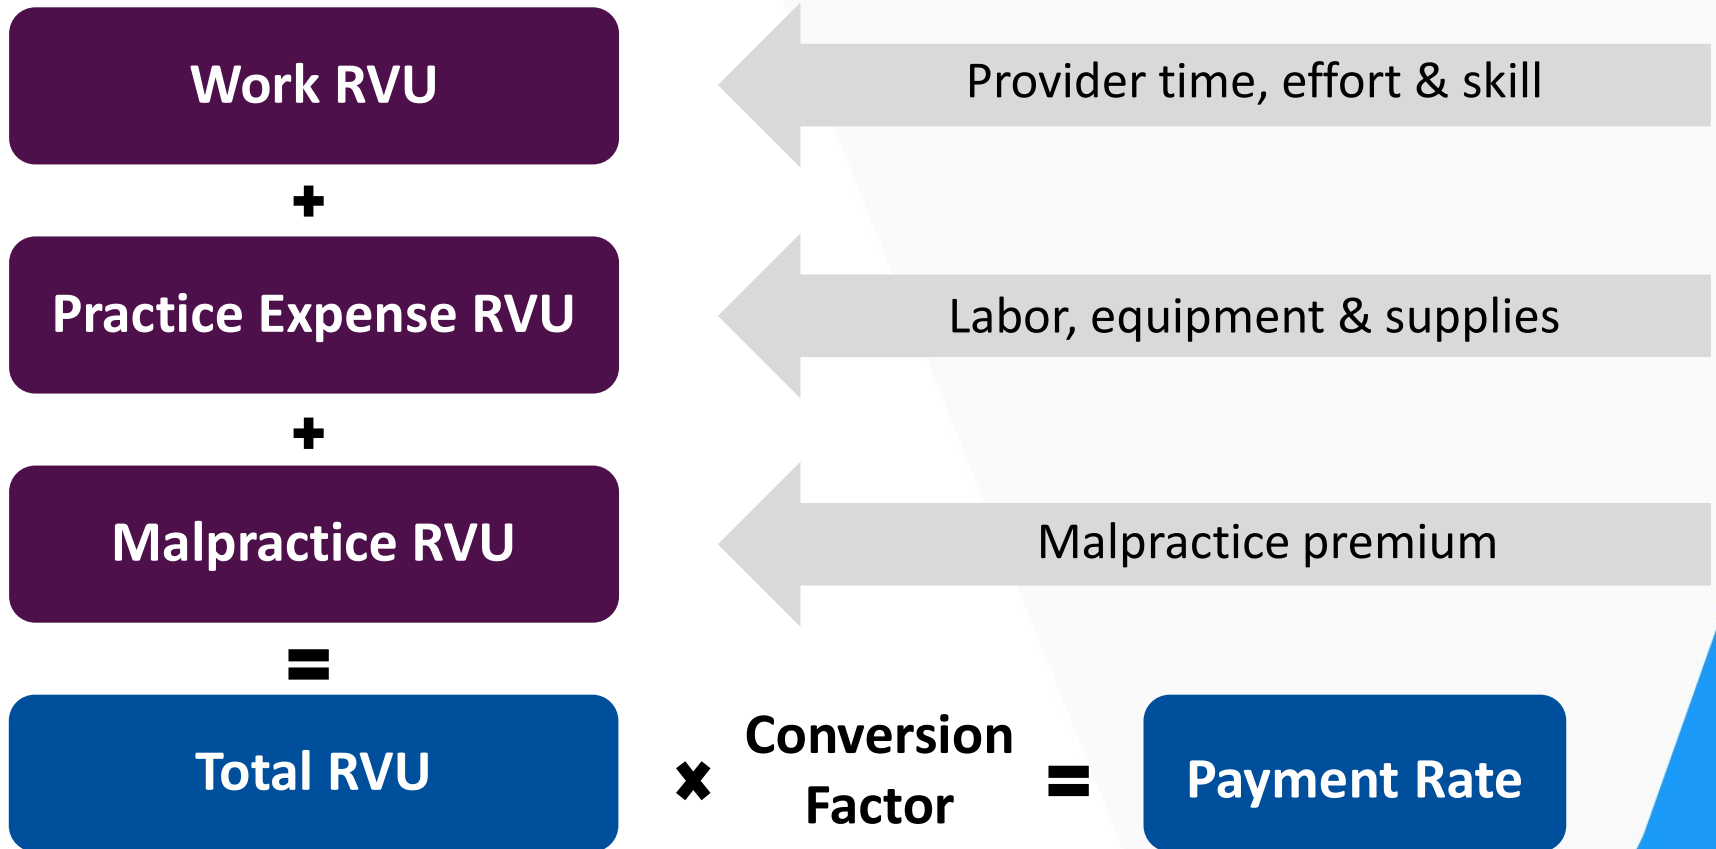 Work RVU
Provider time, effort & skill
+
Practice Expense RVU
Labor, equipment & supplies
+
Malpractice RVU
Malpractice premium
=
Total RVU
×
Conversion
Factor
=
Payment Rate